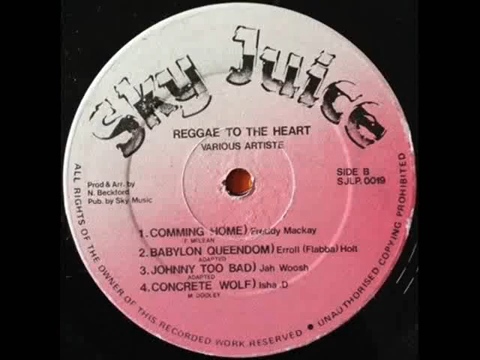 Sky Juice
REGGAE TO THE HEART
VARIOUS ARTISTE
Prod & Arr. by
N. Beckford
Pub. by Sky Music
SIDE B
SJLP. 0019
1. COMMING HOME) Freddy Mackay
F. McLEAN
2. BABYLON QUEENDOM) Erroll (Flabba) Holt
ADAPTED
3. JOHNNY TOO BAD) Jah Woosh
ADAPTED
4. CONCRETE WOLF) Isha .D
M. DOOLEY
ALL RIGHTS OF THE OWNER OF THIS RECORDED WORK RESERVED. UNAUTHORISED COPYING PROHIBITED